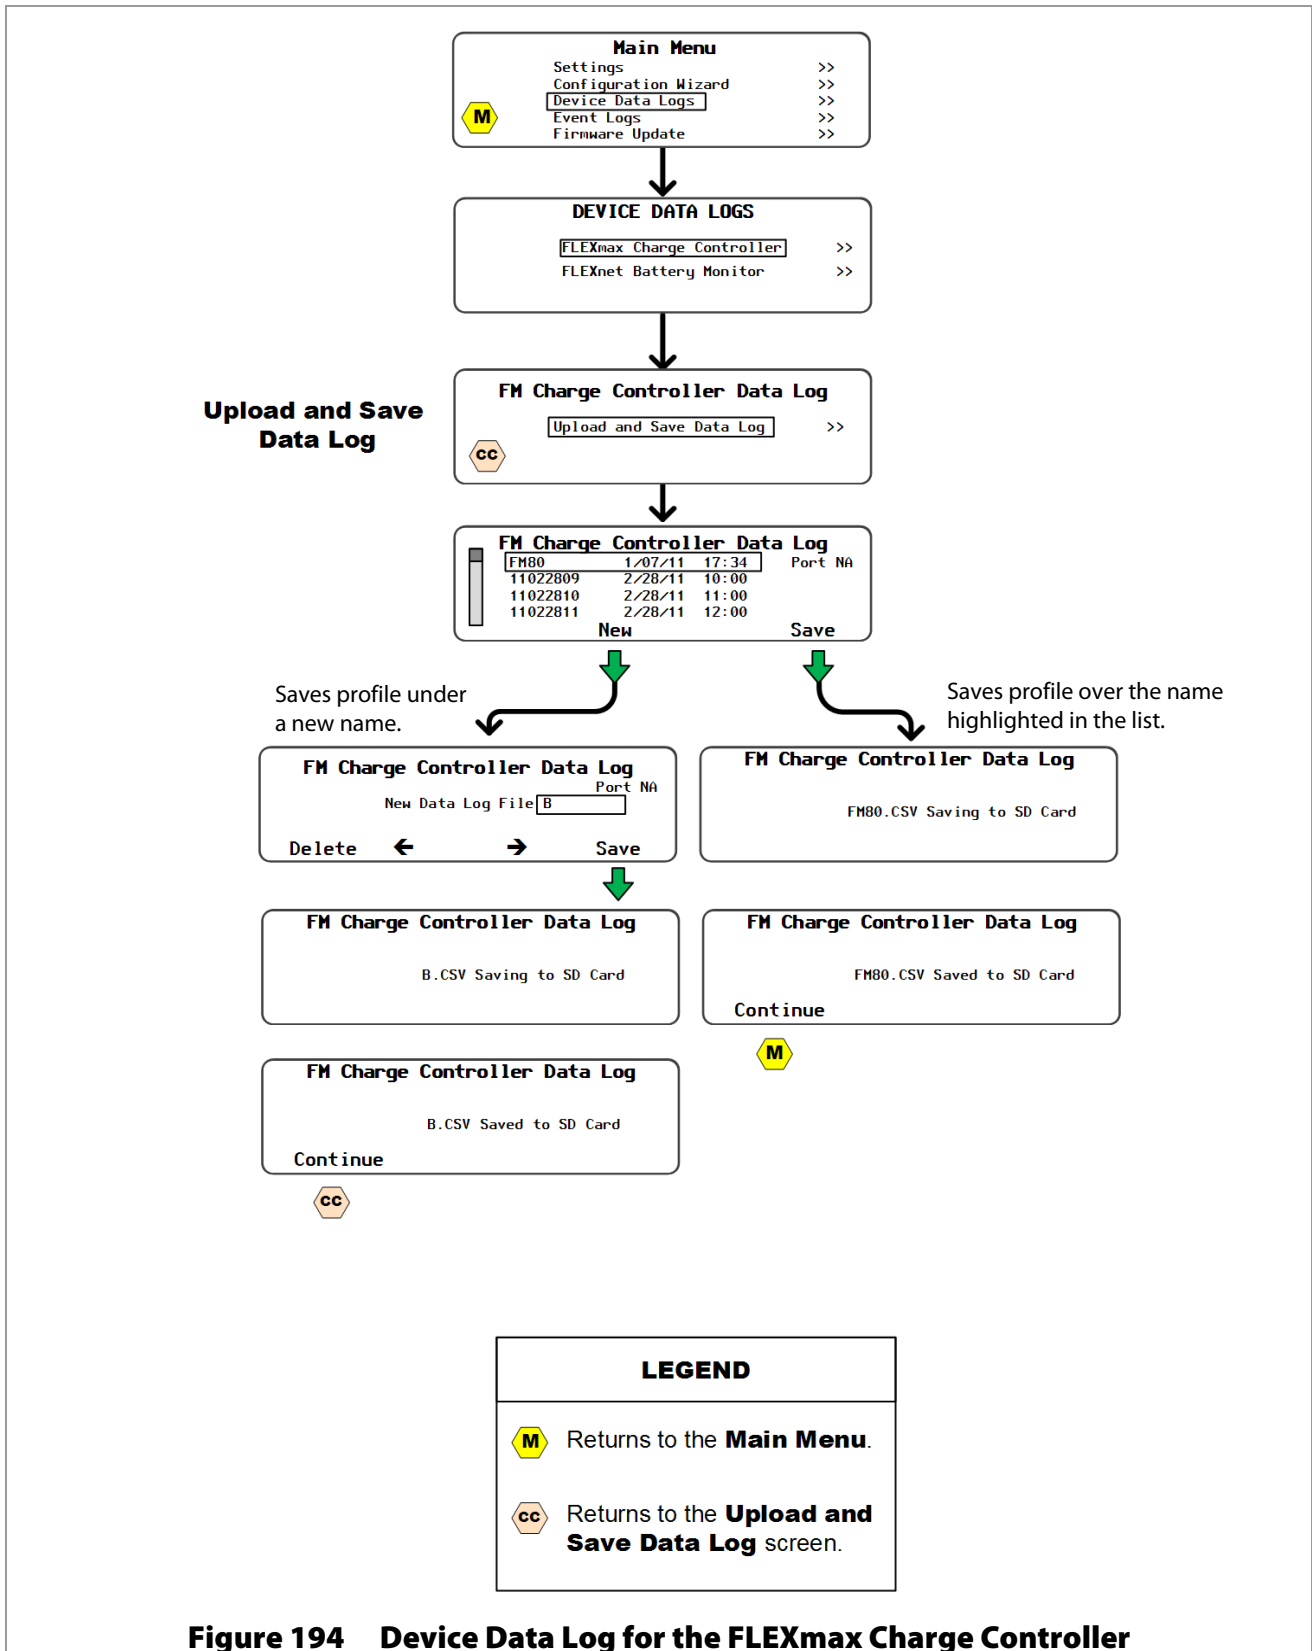 Main Menu
Settings >>
Configuration Wizard >>
Device Data Logs >>
Event Logs >>
Firmware Update >>
M
DEVICE DATA LOGS
FLEXmax Charge Controller >>
FLEXnet Battery Monitor >>
Upload and Save
Data Log
FM Charge Controller Data Log
Upload and Save Data Log >>
CC
FM Charge Controller Data Log
FM80 1/07/11 17:34 Port NA
11022809 2/28/11 10:00
11022810 2/28/11 11:00
11022811 2/28/11 12:00
New Save
Saves profile under
a new name.
Saves profile over the name
highlighted in the list.
FM Charge Controller Data Log
Port NA
New Data Log File B
Delete ← → Save
FM Charge Controller Data Log
FM80.CSV Saving to SD Card
FM Charge Controller Data Log
B.CSV Saving to SD Card
FM Charge Controller Data Log
FM80.CSV Saved to SD Card
Continue
M
FM Charge Controller Data Log
B.CSV Saved to SD Card
Continue
CC
LEGEND
M Returns to the Main Menu.
CC Returns to the Upload and
Save Data Log screen.
Figure 194 Device Data Log for the FLEXmax Charge Controller